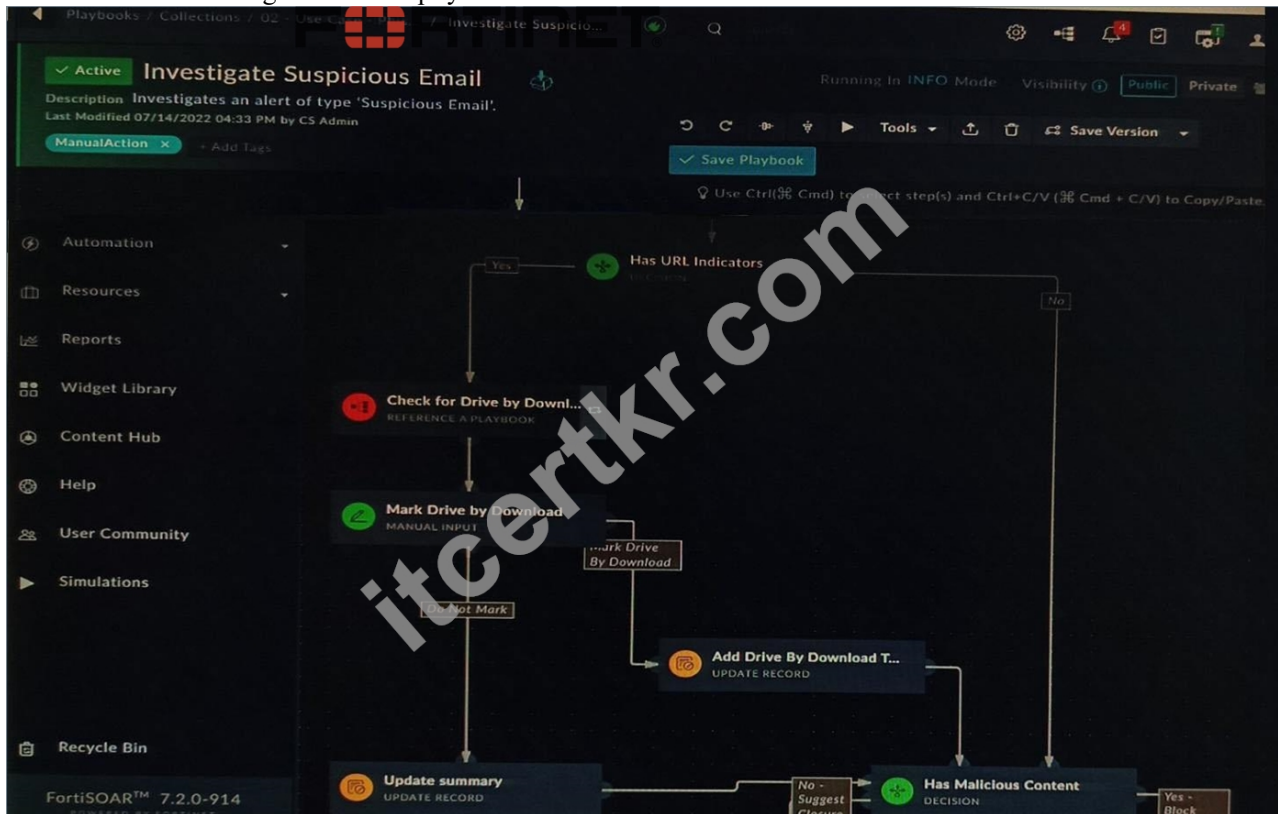 Playbooks / Collections / 02 - Use Ca / Investigate Suspicio...
FORTINET
4
Active
Investigate Suspicious Email
Running In INFO Mode
Visibility
Public
Private
Description Investigates an alert of type 'Suspicious Email'.
Last Modified 07/14/2022 04:33 PM by CS Admin
ManualAction ×
+ Add Tags
Tools
Save Version
Save Playbook
Use Ctrl(⌘ Cmd) to select step(s) and Ctrl+C/V (⌘ Cmd + C/V) to Copy/Paste.
Automation
Resources
Reports
Widget Library
Content Hub
Help
User Community
Simulations
Recycle Bin
FortiSOAR™ 7.2.0-914
Has URL Indicators
DECISION
Yes
No
Check for Drive by Downl...
REFERENCE A PLAYBOOK
Mark Drive by Download
MANUAL INPUT
Mark Drive
By Download
Do Not Mark
Add Drive By Download T...
UPDATE RECORD
Update summary
UPDATE RECORD
No -
Suggest
Closure
Has Malicious Content
DECISION
Yes -
Block
itcertkr.com